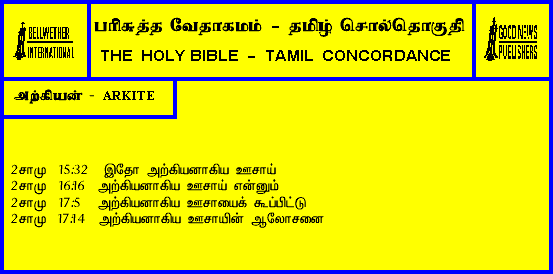 BELLWETHER
INTERNATIONAL
பரிசுத்த வேதாகமம் - தமிழ் சொல்தொகுதி
THE HOLY BIBLE - TAMIL CONCORDANCE
GOOD NEWS
PUBLISHERS
அற்கியன் - ARKITE
2சாமு 15:32 இதோ அற்கியனாகிய ஊசாய்
2சாமு 16:16 அற்கியனாகிய ஊசாய் என்னும்
2சாமு 17:5 அற்கியனாகிய ஊசாயைக் கூப்பிட்டு
2சாமு 17:14 அற்கியனாகிய ஊசாயின் ஆலோசனை